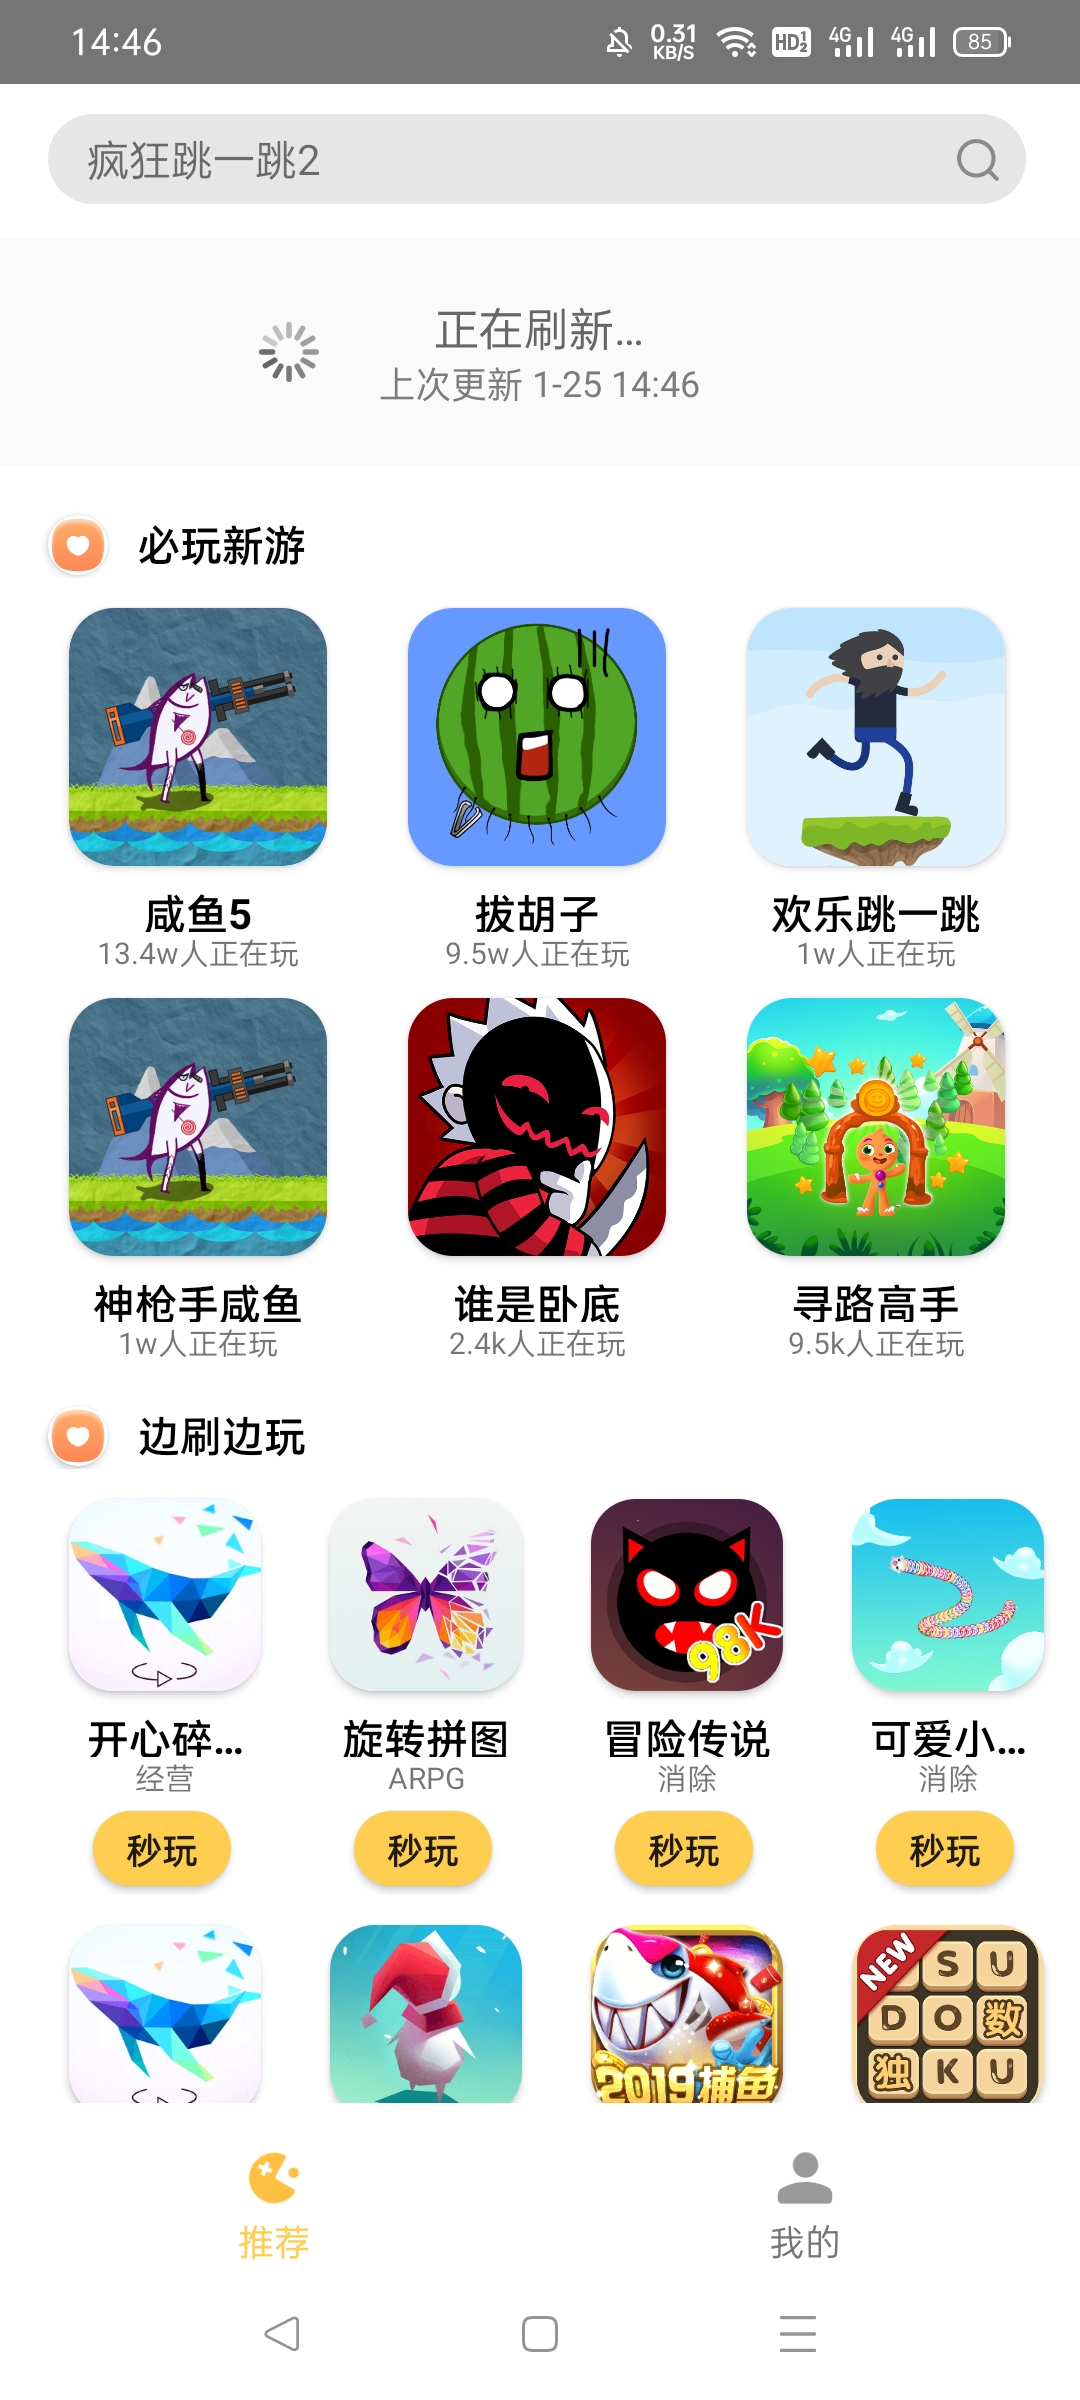 14:46
0.31
KB/S
HD 1 2
4G
4G
85
疯狂跳一跳2
正在刷新...
上次更新 1-25 14:46
必玩新游
咸鱼5
拔胡子
欢乐跳一跳
13.4w人正在玩
9.5w人正在玩
1w人正在玩
神枪手咸鱼
谁是卧底
寻路高手
1w人正在玩
2.4k人正在玩
9.5k人正在玩
边刷边玩
98K
开心碎...
旋转拼图
冒险传说
可爱小...
经营
ARPG
消除
消除
秒玩
秒玩
秒玩
秒玩
NEW
S U
D O 数
独 K U
2019捕鱼
推荐
我的